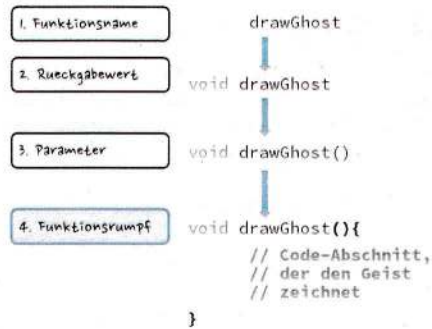 1. Funktionsname
drawGhost
2. Rueckgabewert
void drawGhost
3. Parameter
void drawGhost()
4. Funktionsrumpf
void drawGhost(){
// Code-Abschnitt,
// der den Geist
// zeichnet
}